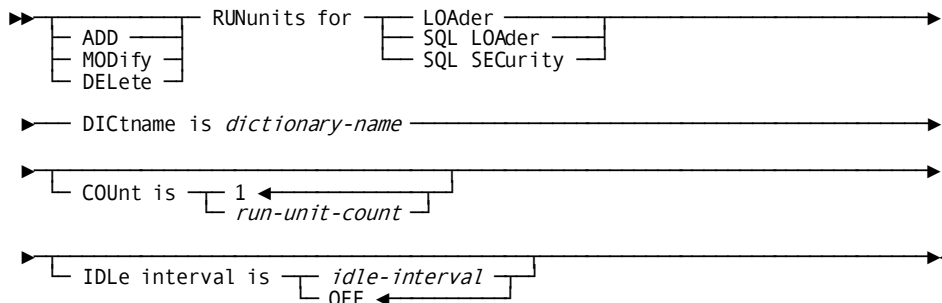 RUNunits for LOAder
ADD SQL LOAder
MODify SQL SECurity
DELete
DICtname is dictionary-name
COUnt is 1
run-unit-count
IDLe interval is idle-interval
OFF